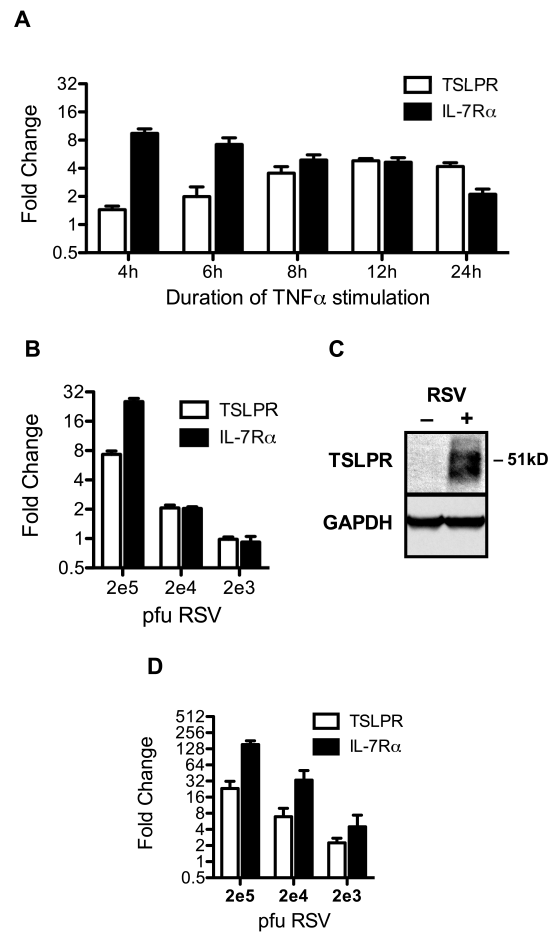 A
32
16
8
4
2
1
0.5
Fold Change
TSLPR
IL-7Rα
4h 6h 8h 12h 24h
Duration of TNFα stimulation
B
32
16
8
4
2
1
0.5
Fold Change
TSLPR
IL-7Rα
2e5 2e4 2e3
pfu RSV
C
RSV
– +
TSLPR
– 51kD
GAPDH
D
512
256
128
64
32
16
8
4
2
1
0.5
Fold Change
TSLPR
IL-7Rα
2e5 2e4 2e3
pfu RSV